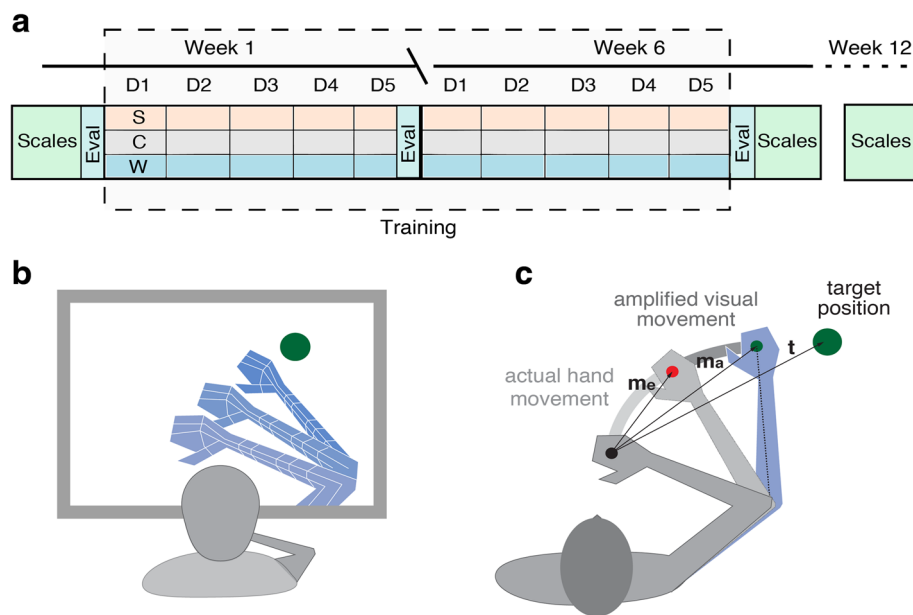 a
Week 1
Week 6
Week 12
D1 D2 D3 D4 D5 D1 D2 D3 D4 D5
Scales
Eval
S
C
W
Eval
Eval
Scales
Scales
Training
b
c
target
position
amplified visual
movement
actual hand
movement
me
ma
t